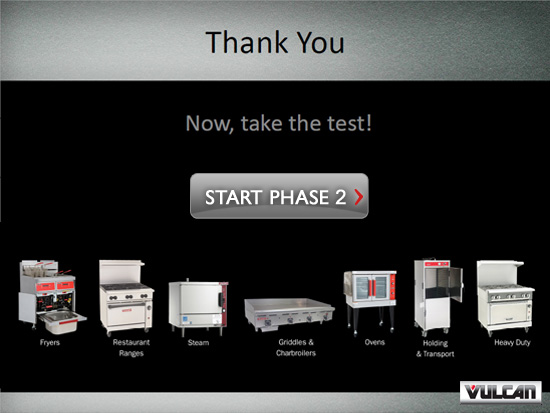 Thank You
Now, take the test!
START PHASE 2
Fryers
Restaurant
Ranges
Steam
Griddles &
Charbroilers
Ovens
Holding
& Transport
Heavy Duty
VULCAN